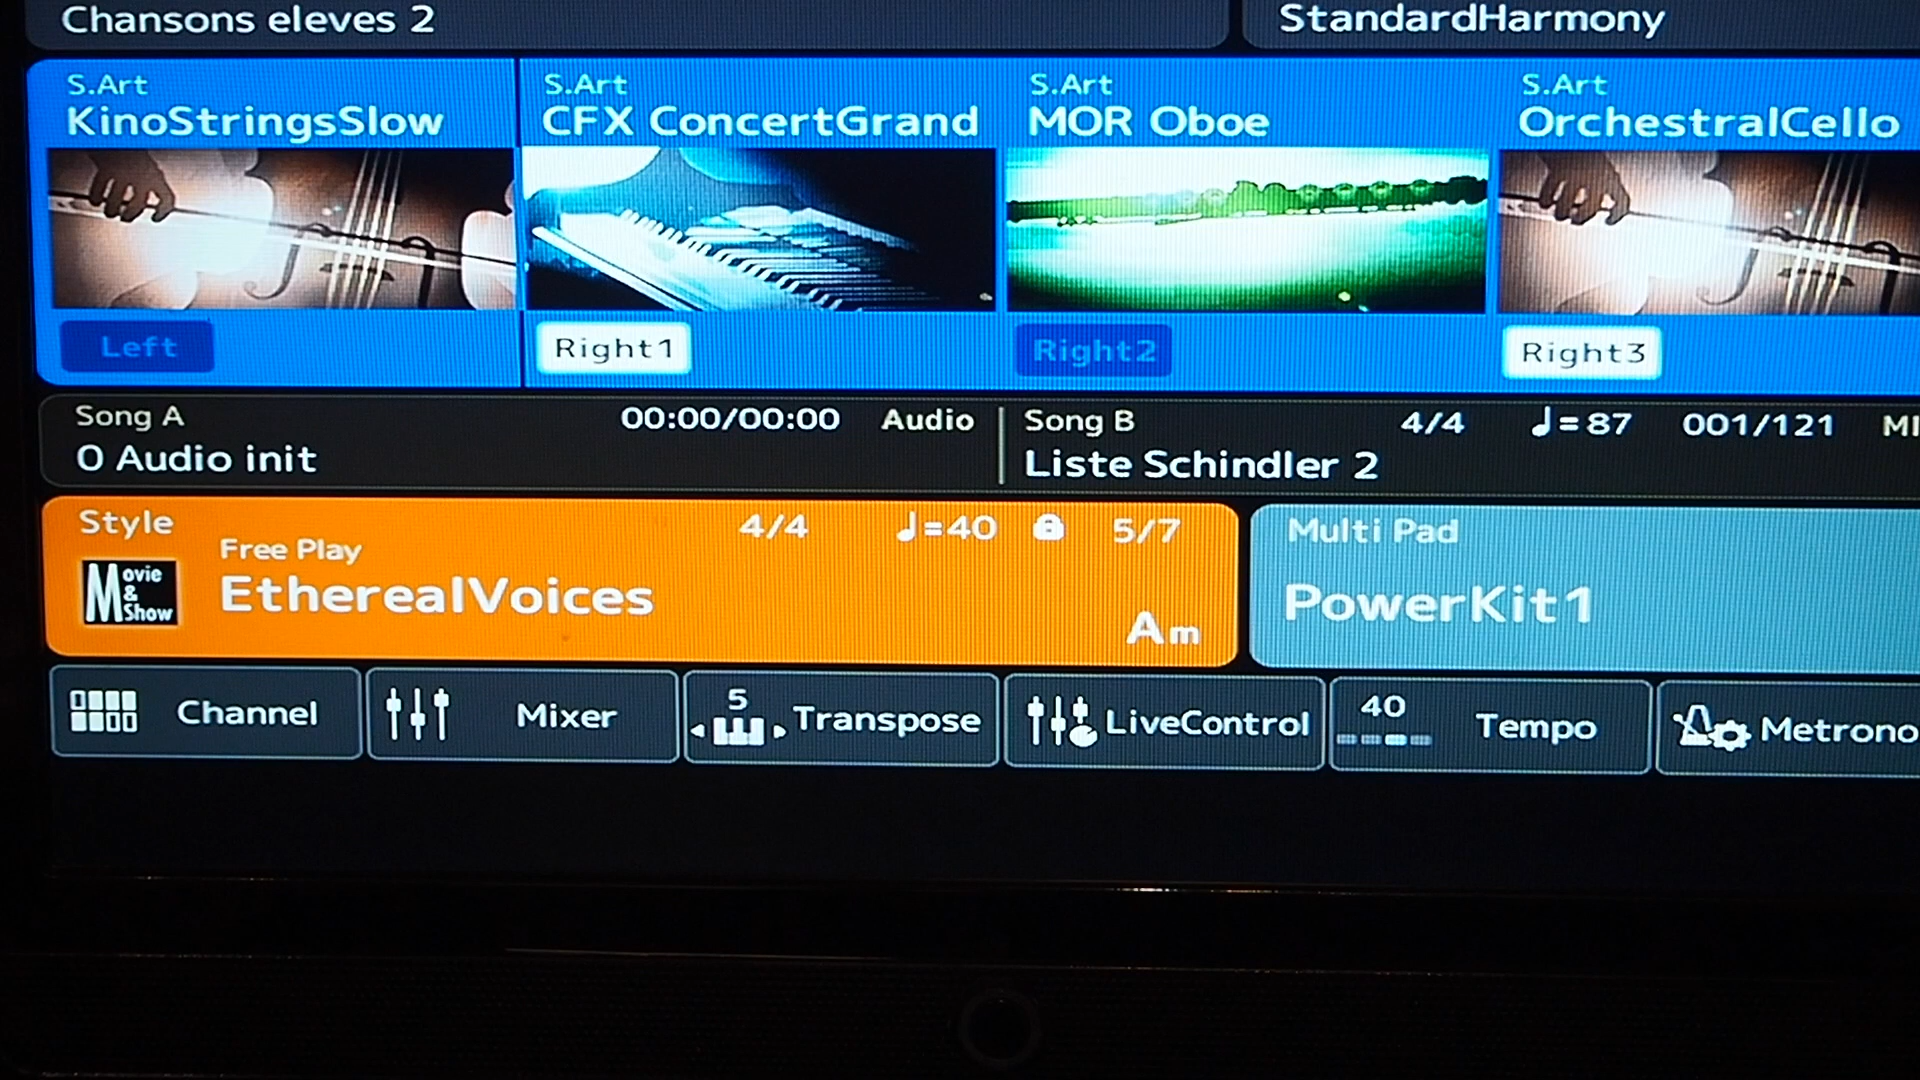 Chansons eleves 2
StandardHarmony
S.Art
KinoStringsSlow
S.Art
CFX ConcertGrand
S.Art
MOR Oboe
S.Art
OrchestralCello
Left
Right1
Right2
Right3
Song A
00:00/00:00
Audio
0 Audio init
Song B
4/4
♩=87
001/121
MI
Liste Schindler 2
Style
4/4
♩=40
5/7
Movie & Show
Free Play
EtherealVoices
Am
Multi Pad
PowerKit1
Channel
Mixer
5
Transpose
LiveControl
40
Tempo
Metrono